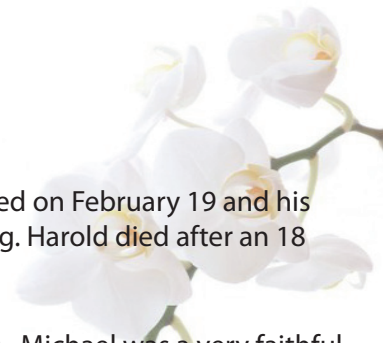 ed on February 19 and his
g. Harold died after an 18
Michael was a very faithful